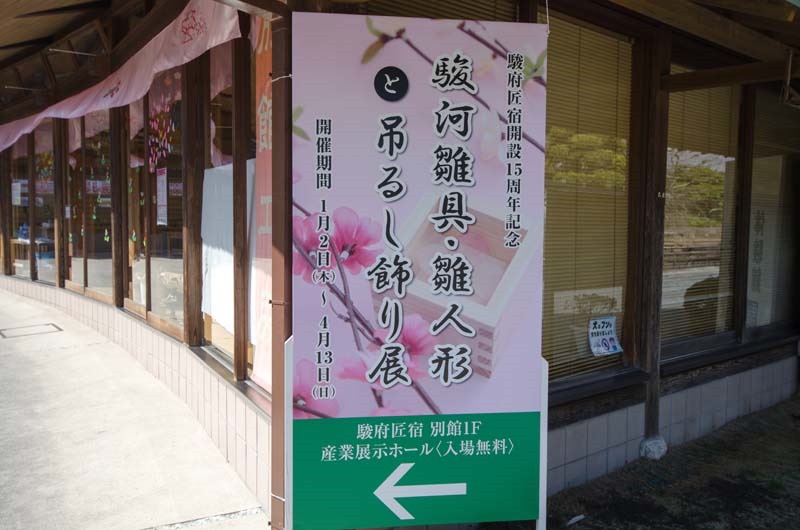 駿府匠宿開設15周年記念
駿河雛具・雛人形
と吊るし飾り展
開催期間 1月2日(木)～4月13日(日)
駿府匠宿 別館1F
産業展示ホール〈入場無料〉
館